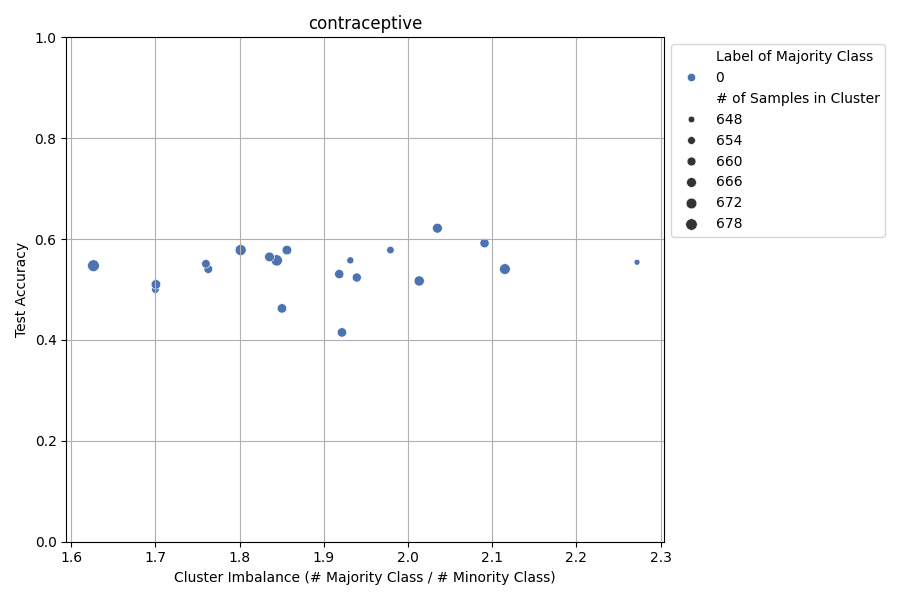 contraceptive
Test Accuracy
1.0
0.8
0.6
0.4
0.2
0.0
1.6 1.7 1.8 1.9 2.0 2.1 2.2 2.3
Cluster Imbalance (# Majority Class / # Minority Class)
Label of Majority Class
0
# of Samples in Cluster
648
654
660
666
672
678